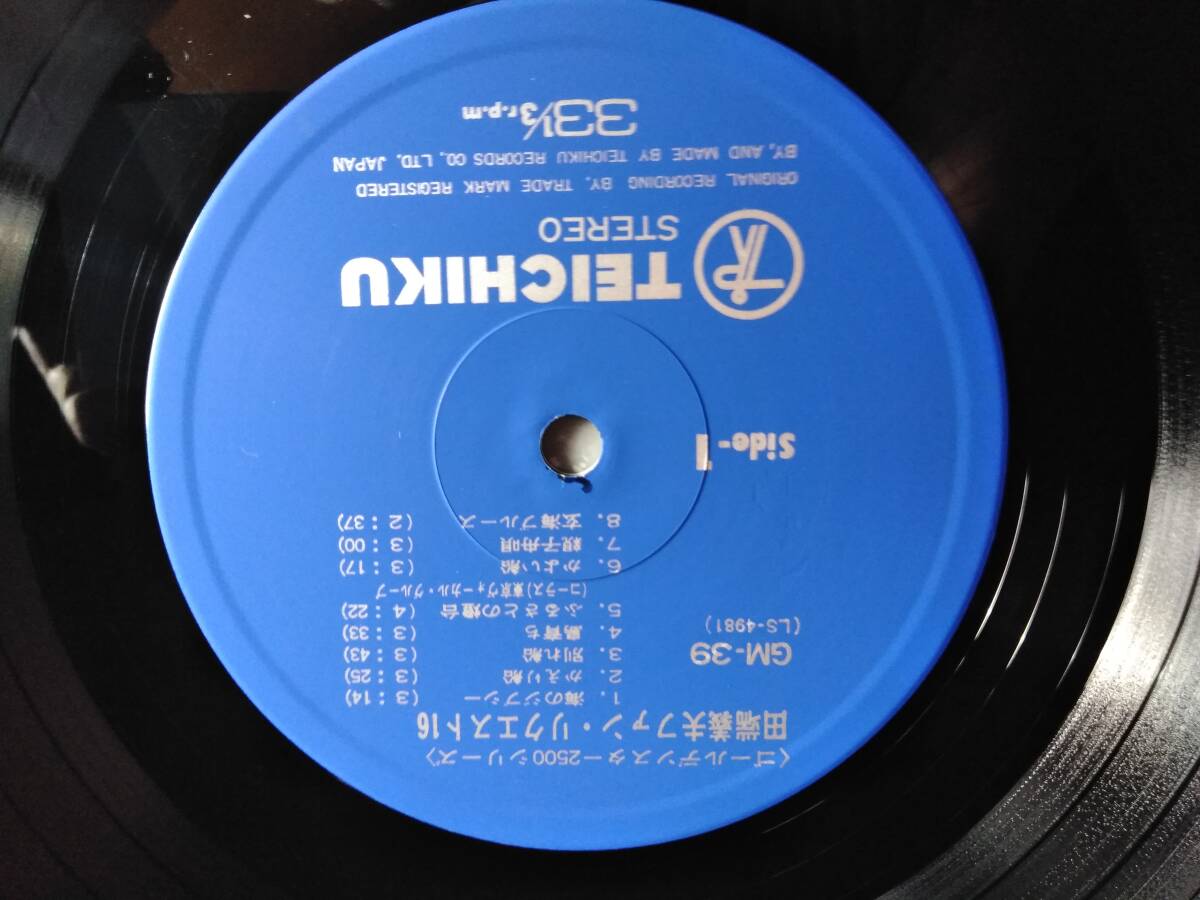 〈ゴールデンスター2500シリーズ〉
田端義夫ファン・リクエスト16
GM-39
(LS-4981)
1. 海のジプシー (3:14)
2. かえり船 (3:25)
3. 別れ船 (3:43)
4. 島育ち (3:33)
5. ふるさとの燈台 (4:22)
(コーラス)東京ヴォーカル・グループ
6. かよい船 (3:17)
7. 親子舟唄 (3:00)
8. 玄海ブルース (2:37)
Side-1
TEICHIKU
STEREO
ORIGINAL RECORDING BY, TRADE MARK REGISTERED
BY, AND MADE BY TEICHIKU RECORDS CO., LTD. JAPAN
33 1/3 r.p.m